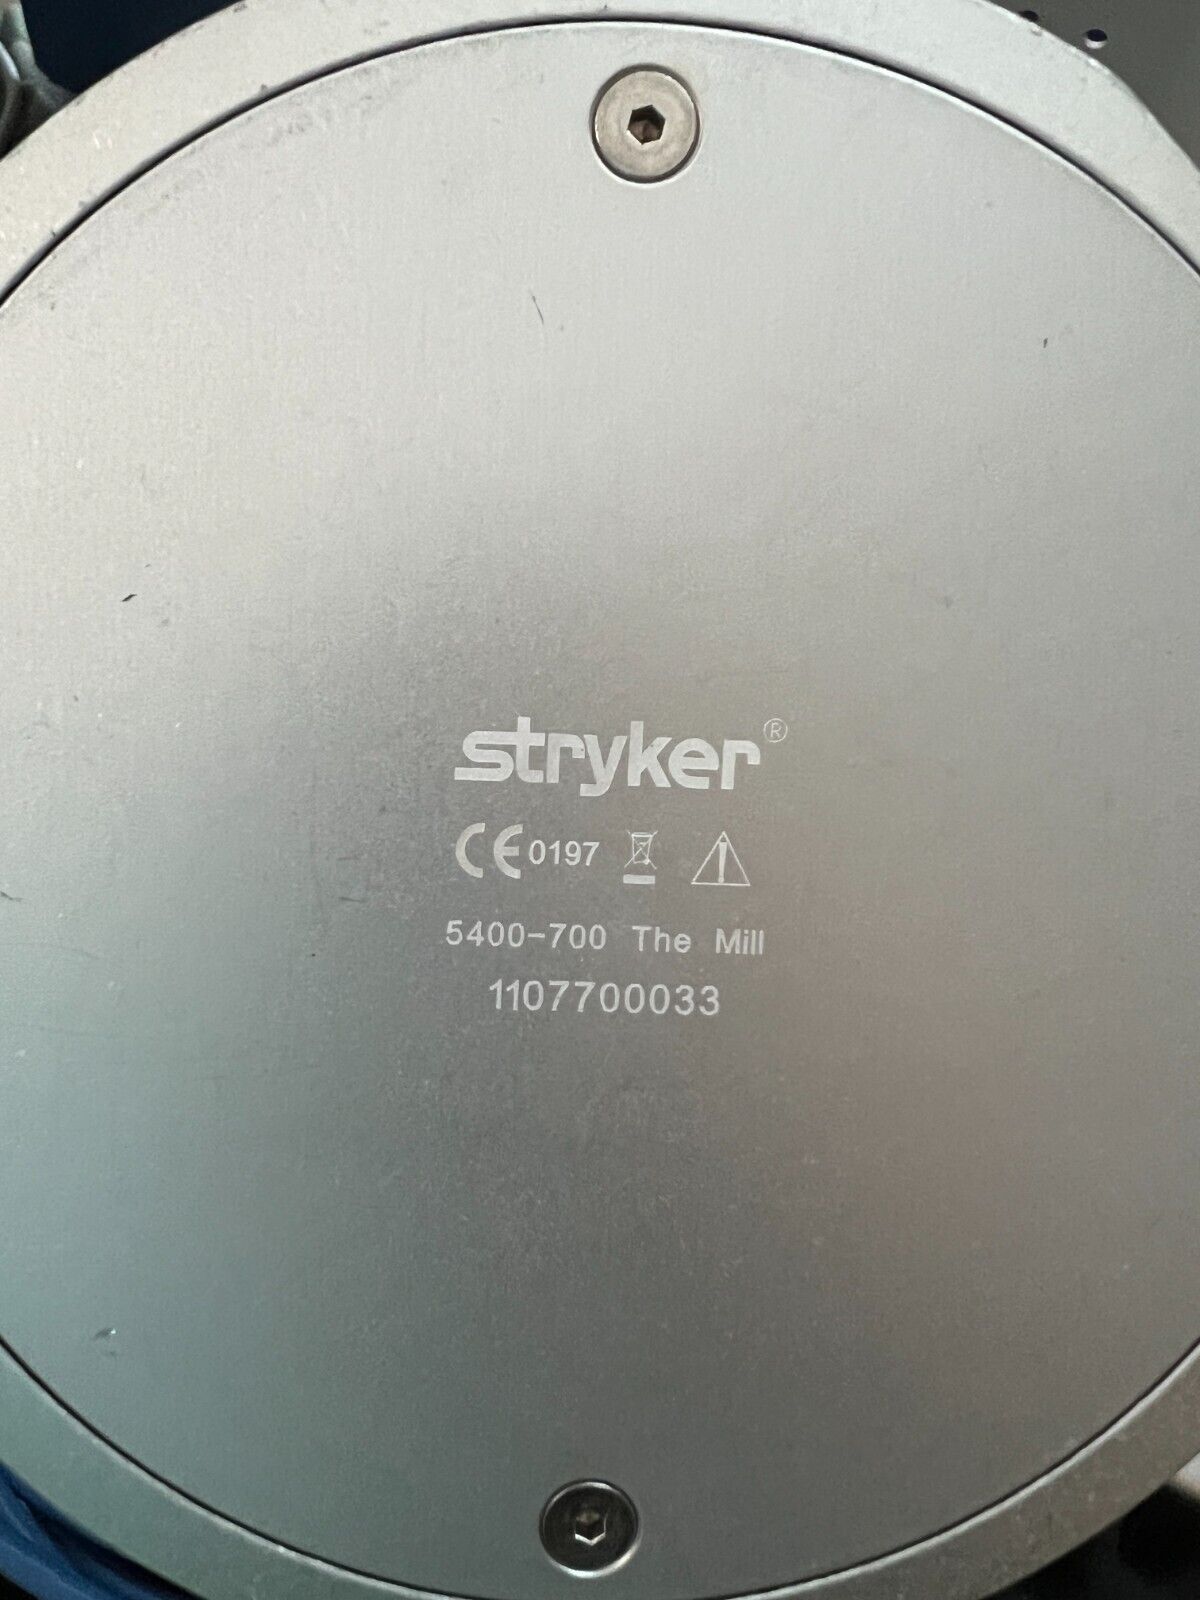 stryker®
CE 0197
5400-700 The Mill
1107700033